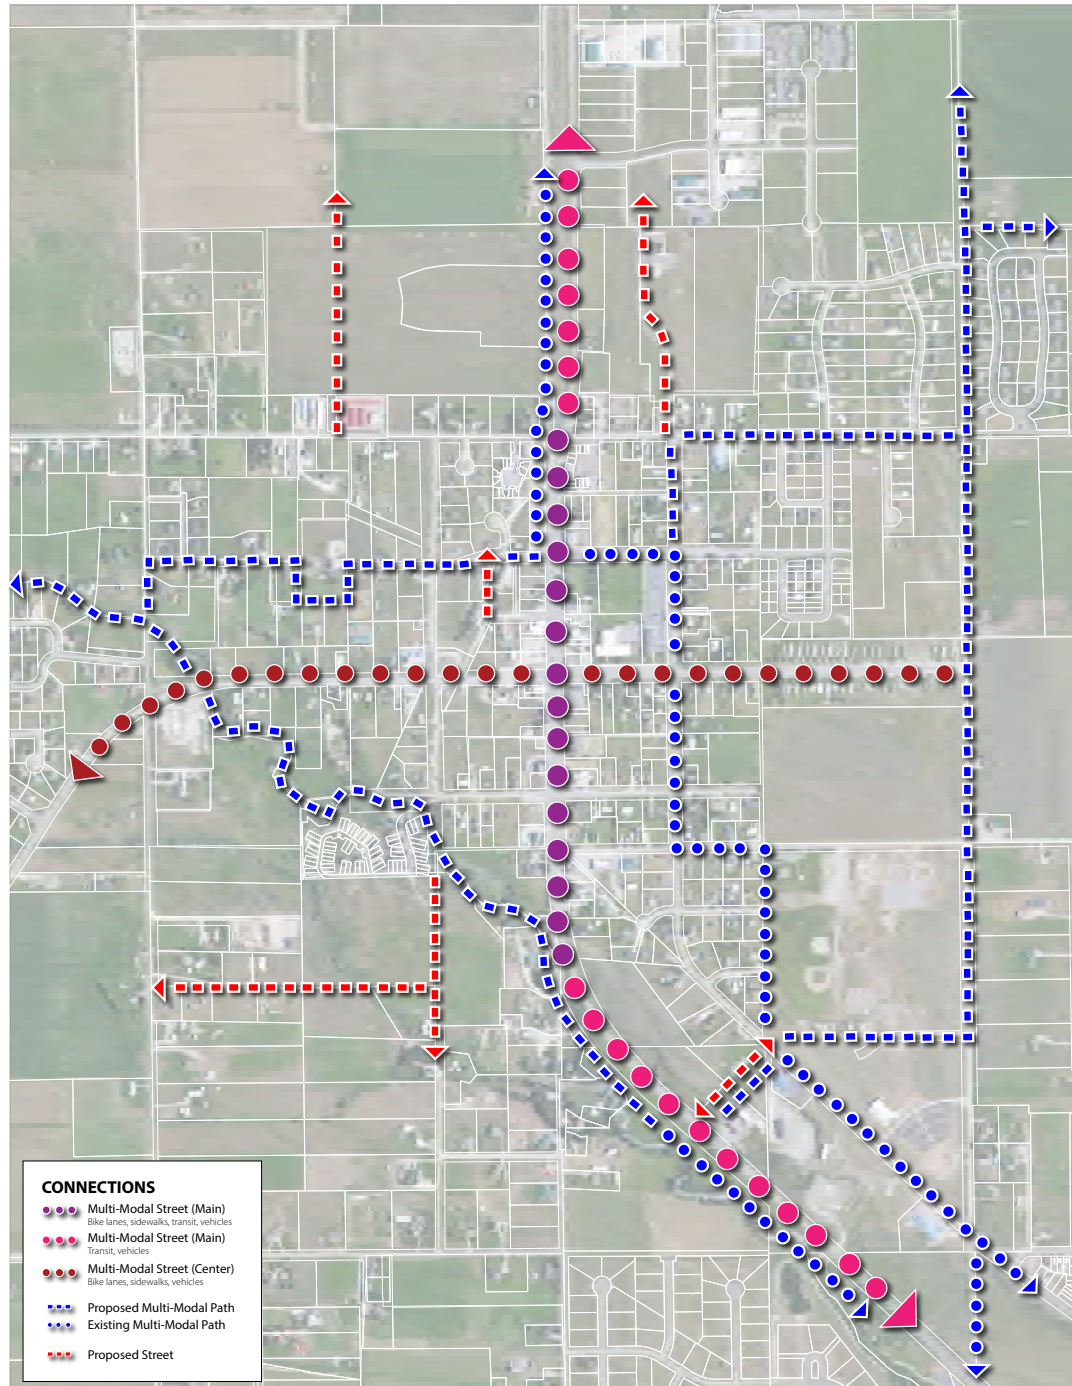 CONNECTIONS
Multi-Modal Street (Main)
Bike lanes, sidewalks, transit, vehicles
Multi-Modal Street (Main)
Transit, vehicles
Multi-Modal Street (Center)
Bike lanes, sidewalks, vehicles
Proposed Multi-Modal Path
Existing Multi-Modal Path
Proposed Street